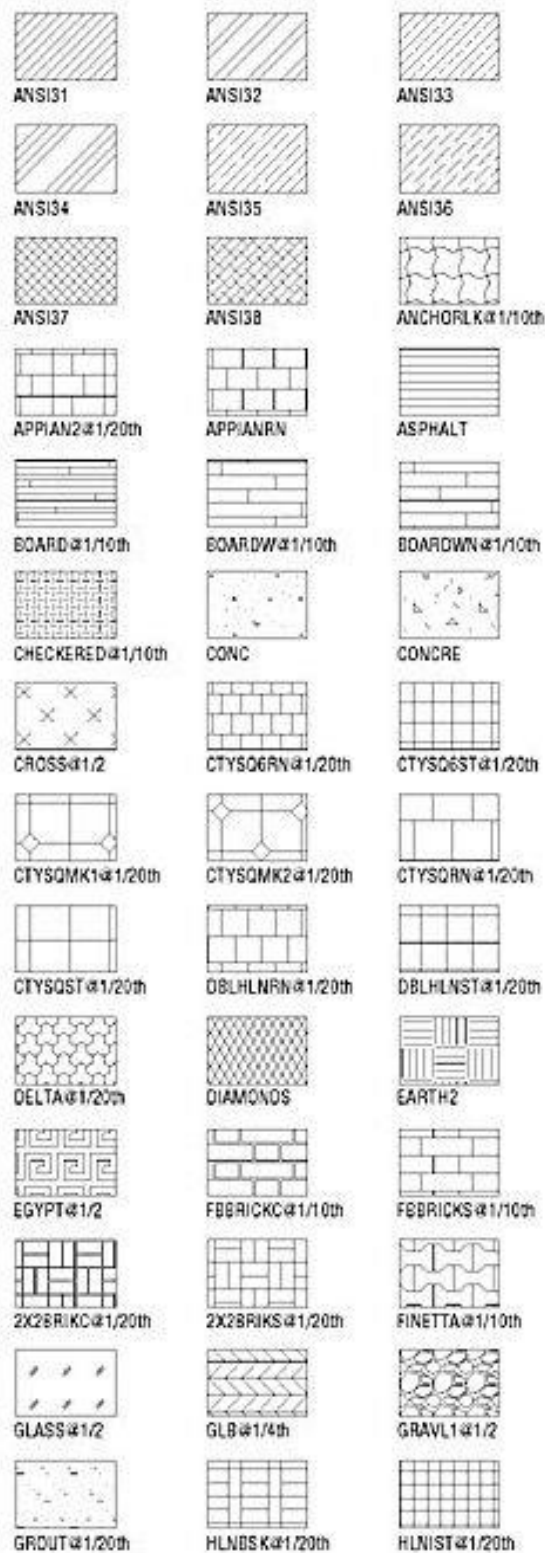 ANSI31 ANSI32 ANSI33
ANSI34 ANSI35 ANSI36
ANSI37 ANSI38 ANCHORLK@1/10th
APPIAN2@1/20th APPIANRN ASPHALT
BOARD@1/10th BOARDW@1/10th BOARDWN@1/10th
CHECKERED@1/10th CONC CONCRE
CROSS@1/2 CTYSQ6RN@1/20th CTYSQ6ST@1/20th
CTYSQMK1@1/20th CTYSQMK2@1/20th CTYSQRN@1/20th
CTYSQST@1/20th DBLHLNRN@1/20th DBLHLNST@1/20th
DELTA@1/20th DIAMONDS EARTH2
EGYPT@1/2 FBBRICKC@1/10th FBBRICKS@1/10th
2X2BRIKC@1/20th 2X2BRIKS@1/20th FINETTA@1/10th
GLASS@1/2 GLB@1/4th GRAVL1@1/2
GROUT@1/20th HLNBSK@1/20th HLNIST@1/20th